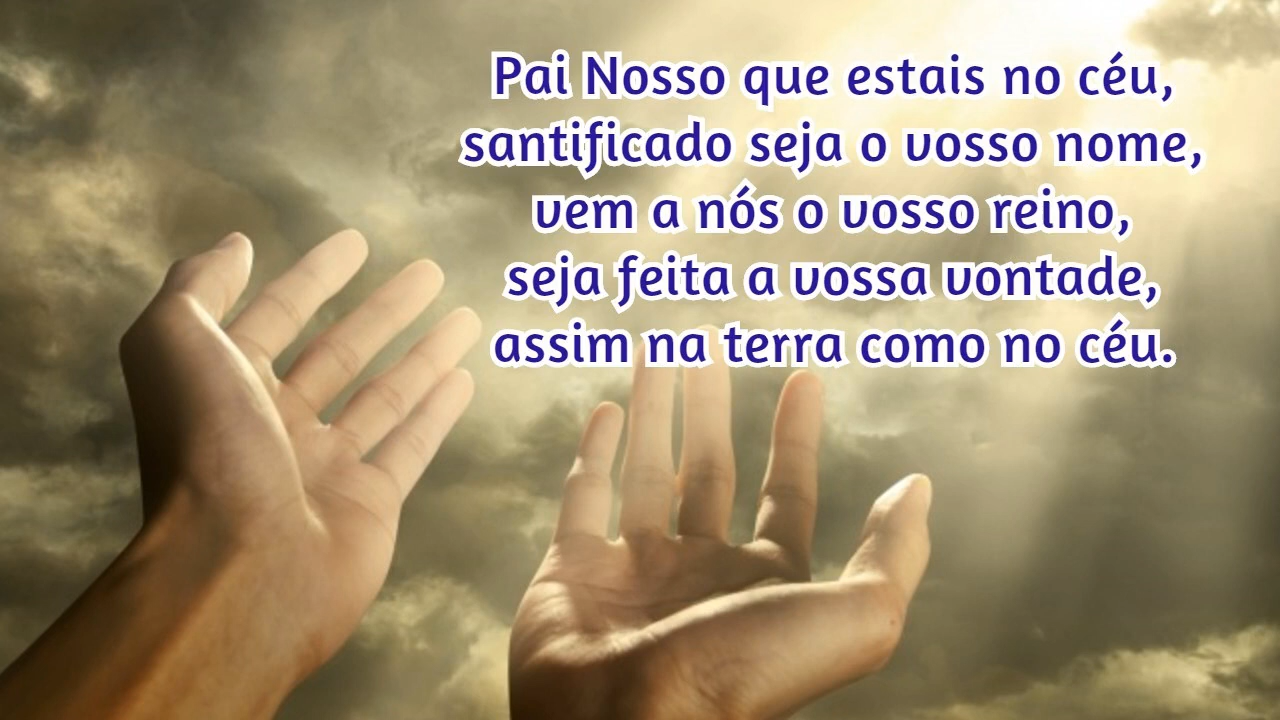 Pai Nosso que estais no céu,
santificado seja o vosso nome,
vem a nós o vosso reino,
seja feita a vossa vontade,
assim na terra como no céu.